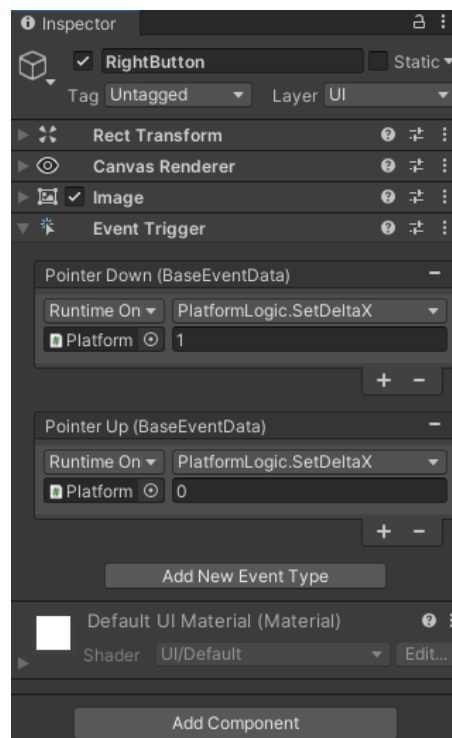 Inspector
RightButton Static
Tag Untagged Layer UI
Rect Transform
Canvas Renderer
Image
Event Trigger
Pointer Down (BaseEventData)
Runtime On PlatformLogic.SetDeltaX
Platform 1
+ −
Pointer Up (BaseEventData)
Runtime On PlatformLogic.SetDeltaX
Platform 0
+ −
Add New Event Type
Default UI Material (Material)
Shader UI/Default Edit...
Add Component